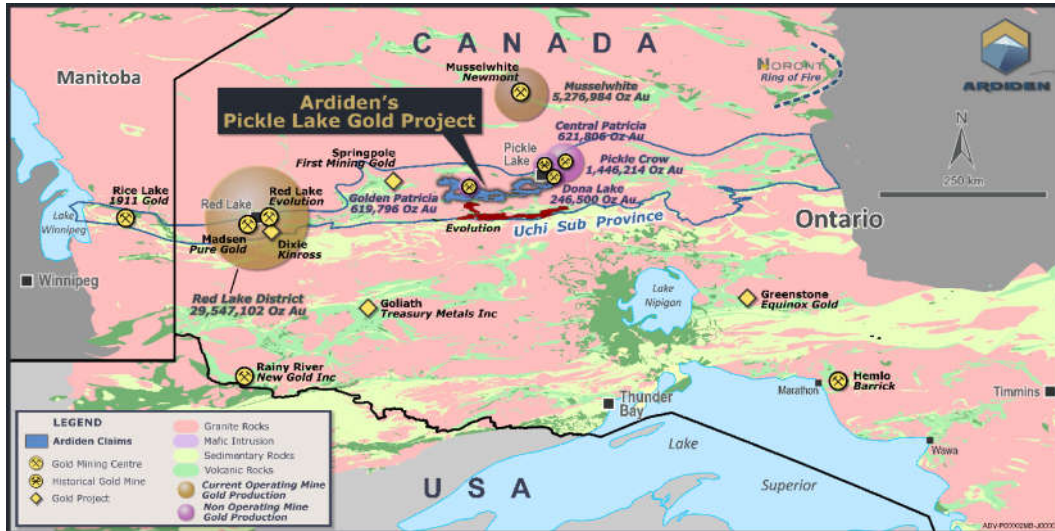 CANADA
Manitoba
NORONT
Ring of Fire
ARDIDEN
Musselwhite
Newmont
Musselwhite
5,276,984 Oz Au
Ardiden's
Pickle Lake Gold Project
N
250 km
Central Patricia
621,806 Oz Au
Pickle
Lake
Pickle Crow
1,446,214 Oz Au
Springpole
First Mining Gold
Golden Patricia
619,796 Oz Au
Dona Lake
246,500 Oz Au
Rice Lake
1911 Gold
Red Lake
Red Lake
Evolution
Madsen
Pure Gold
Dixie
Kinross
Evolution
Uchi Sub Province
Ontario
Lake
Winnipeg
Winnipeg
Red Lake District
29,547,102 Oz Au
Goliath
Treasury Metals Inc
Lake
Nipigan
Greenstone
Equinox Gold
Rainy River
New Gold Inc
Marathon
Hemlo
Barrick
Timmins
Thunder
Bay
Wawa
Lake
Superior
USA
LEGEND
Ardiden Claims
Gold Mining Centre
Historical Gold Mine
Gold Project
Granite Rocks
Mafic Intrusion
Sedimentary Rocks
Volcanic Rocks
Current Operating Mine
Gold Production
Non Operating Mine
Gold Production